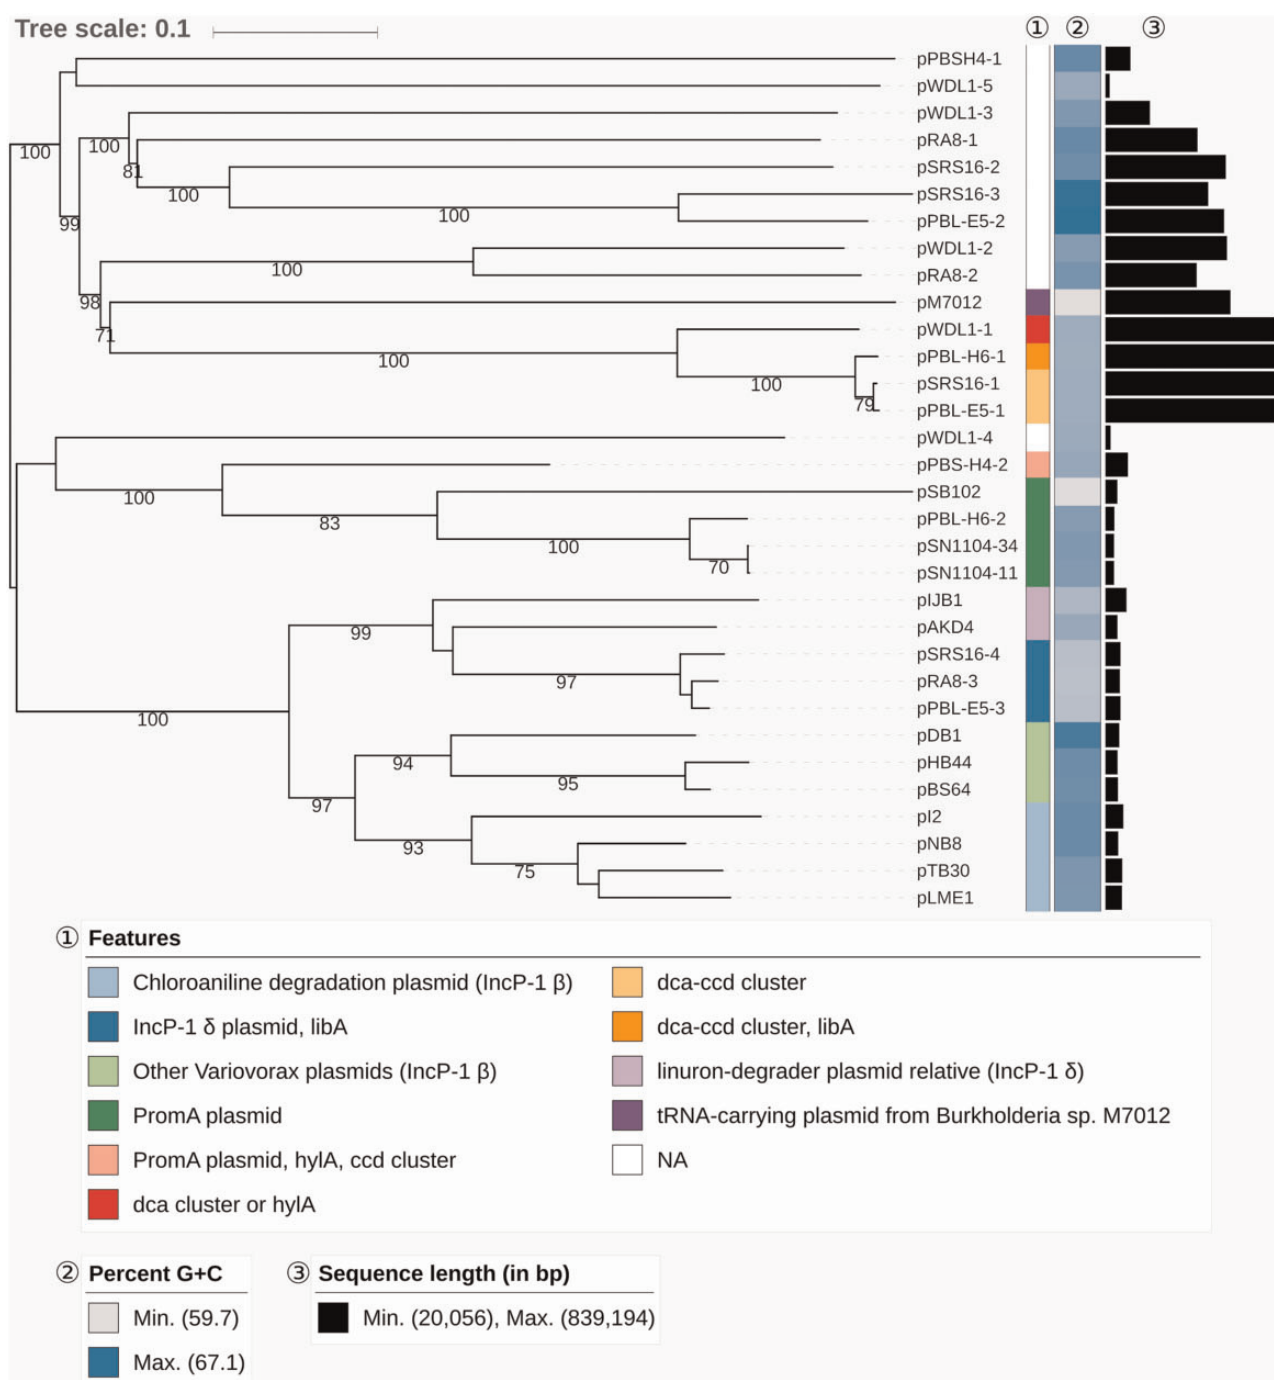 Tree scale: 0.1
① ② ③
pPBSH4-1
pWDL1-5
pWDL1-3
100
pRA8-1
100
81
pSRS16-2
100
pSRS16-3
100
pPBL-E5-2
99
pWDL1-2
100
pRA8-2
98
pM7012
71
pWDL1-1
100
pPBL-H6-1
100
pSRS16-1
79
pPBL-E5-1
pWDL1-4
pPBS-H4-2
100
pSB102
83
pPBL-H6-2
100
pSN1104-34
70
pSN1104-11
pIJB1
99
pAKD4
pSRS16-4
97
pRA8-3
pPBL-E5-3
100
pDB1
94
pHB44
95
pBS64
97
pI2
93
pNB8
75
pTB30
pLME1
① Features
Chloroaniline degradation plasmid (IncP-1 β)
dca-ccd cluster
IncP-1 δ plasmid, libA
dca-ccd cluster, libA
Other Variovorax plasmids (IncP-1 β)
linuron-degrader plasmid relative (IncP-1 δ)
PromA plasmid
tRNA-carrying plasmid from Burkholderia sp. M7012
PromA plasmid, hylA, ccd cluster
NA
dca cluster or hylA
② Percent G+C
③ Sequence length (in bp)
Min. (59.7)
Min. (20,056), Max. (839,194)
Max. (67.1)